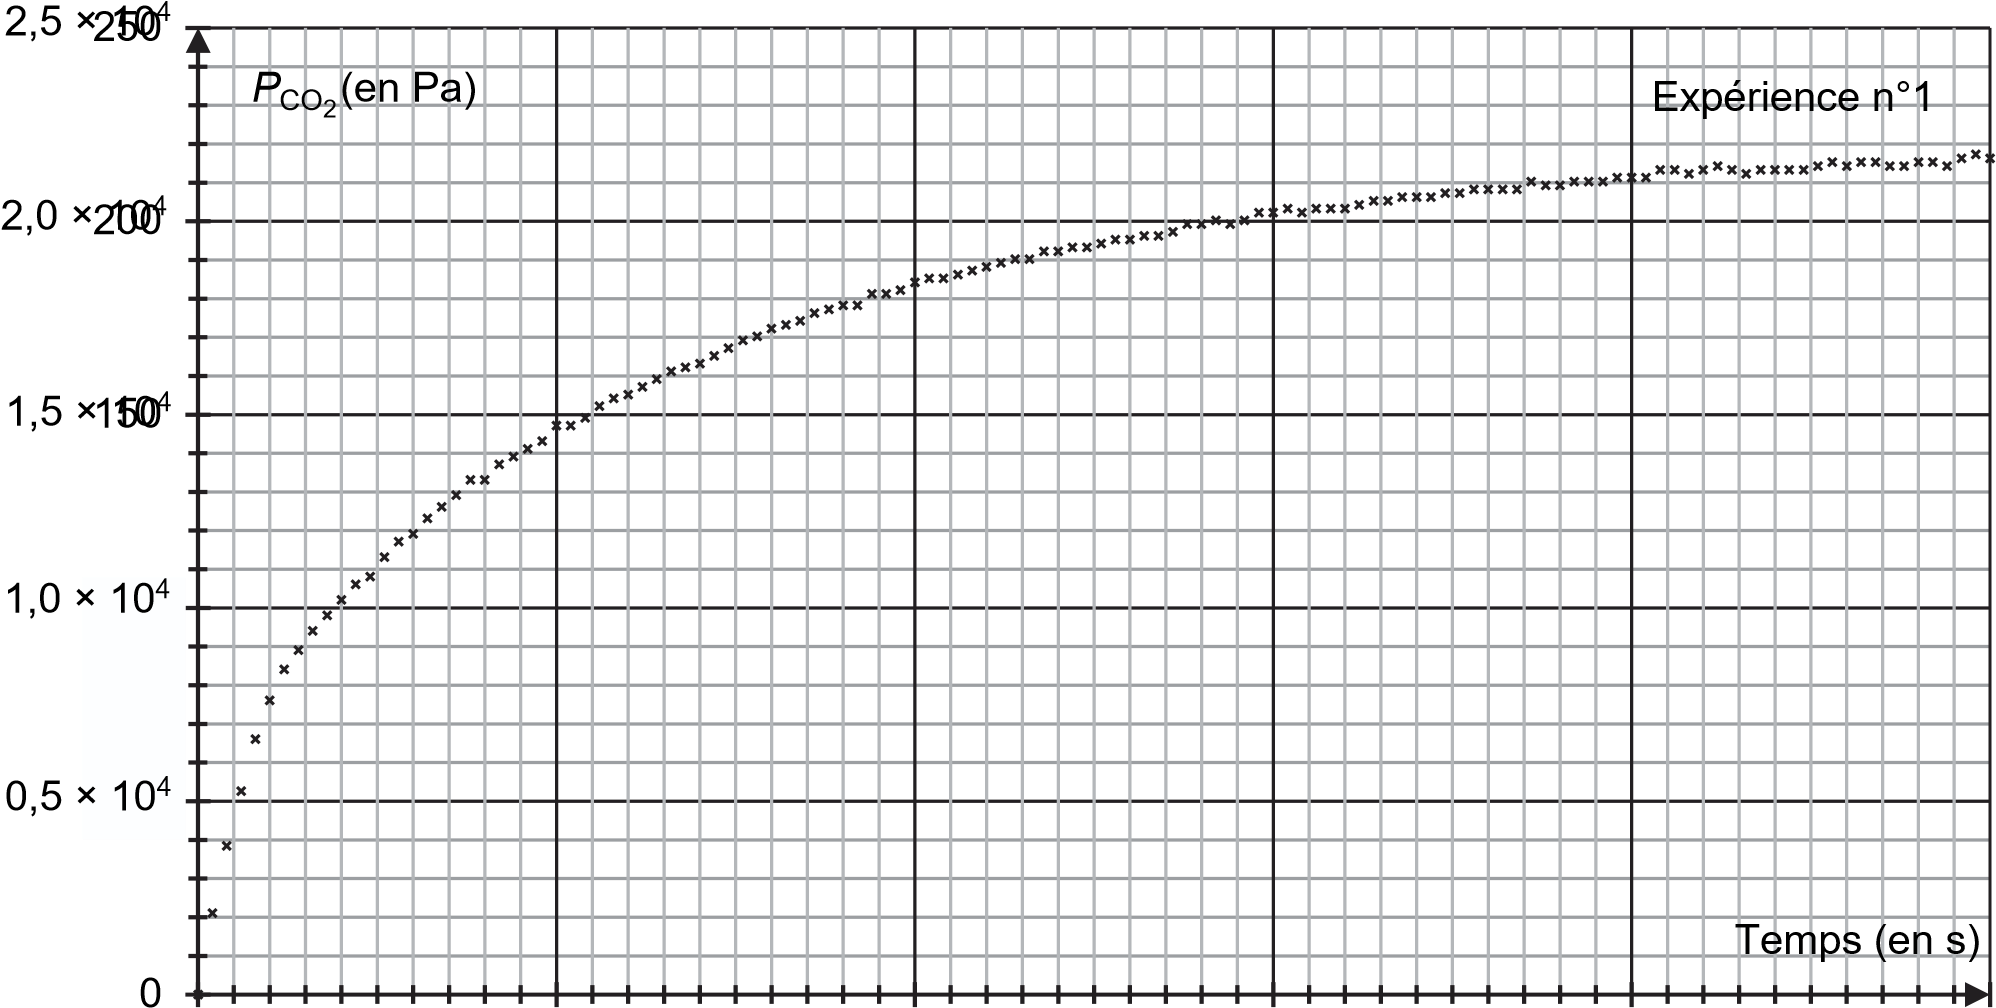 2,5 × 10⁴
250
P_CO₂ (en Pa)
Expérience n°1
2,0 × 10⁴
200
1,5 × 10⁴
150
1,0 × 10⁴
0,5 × 10⁴
Temps (en s)
0